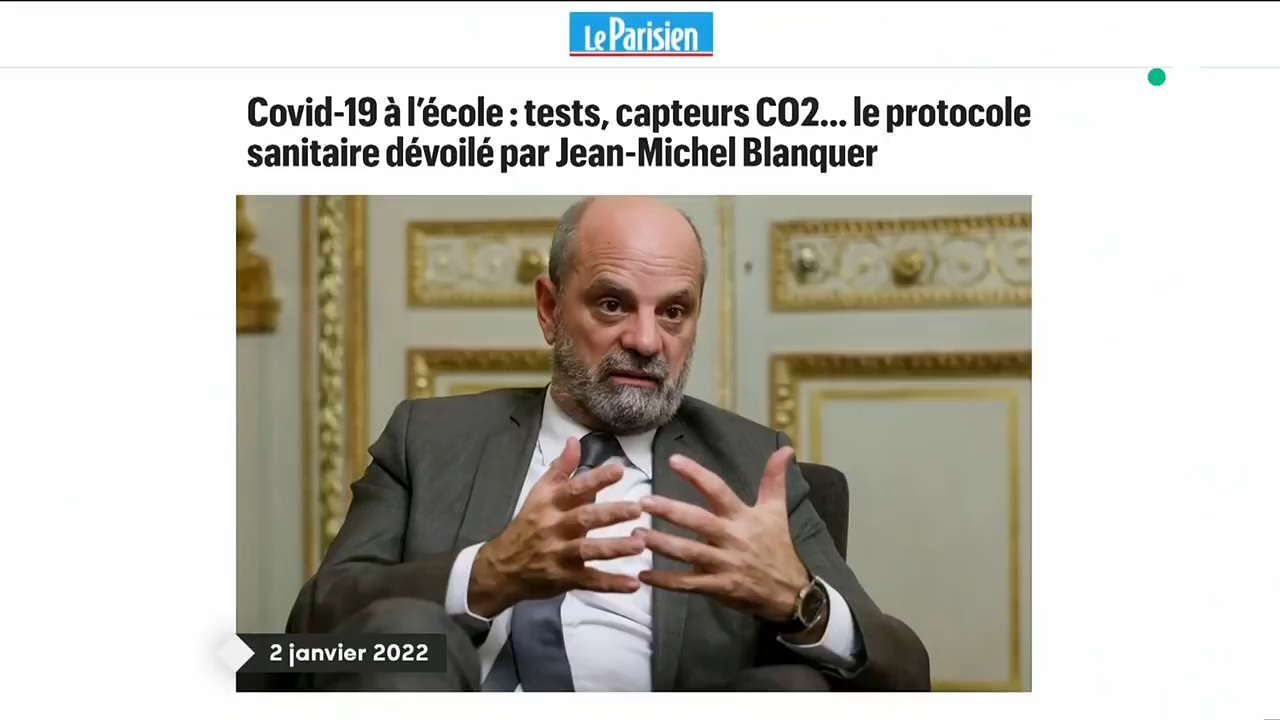 Le Parisien
Covid-19 à l'école : tests, capteurs CO2... le protocole
sanitaire dévoilé par Jean-Michel Blanquer
2 janvier 2022